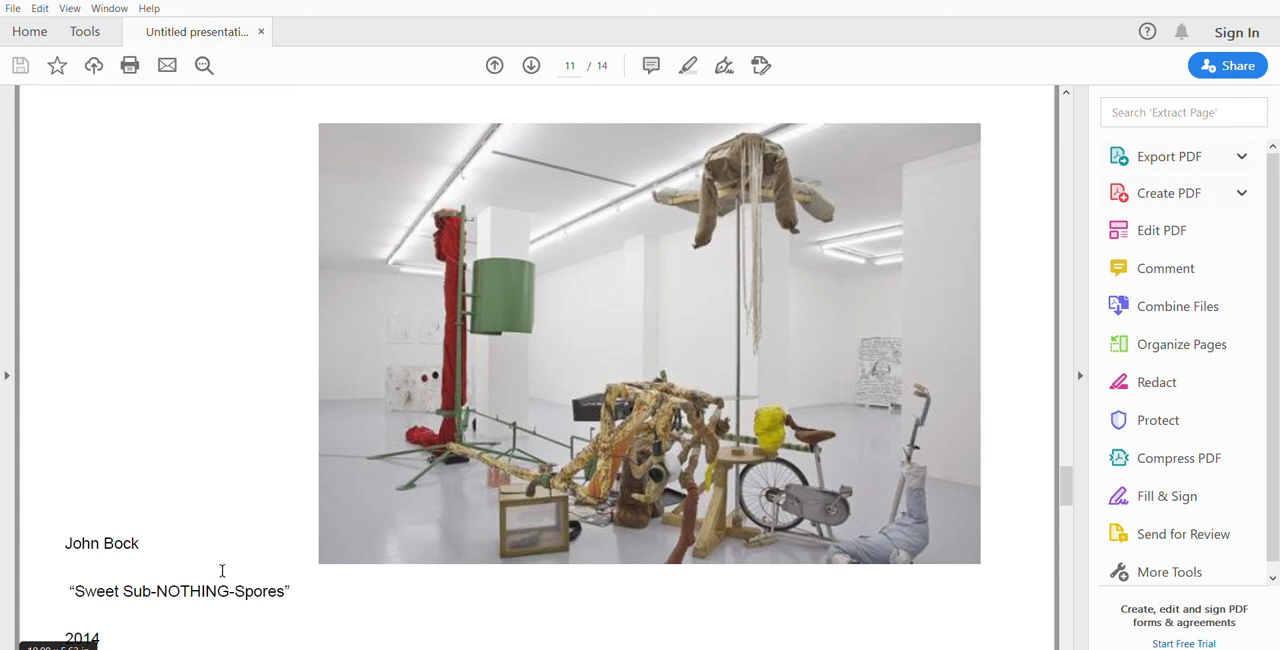 File Edit View Window Help
Home Tools Untitled presentati... × Sign In
11 / 14 Share
Search 'Extract Page'
Export PDF
Create PDF
Edit PDF
Comment
Combine Files
Organize Pages
Redact
Protect
Compress PDF
Fill & Sign
Send for Review
More Tools
John Bock
“Sweet Sub-NOTHING-Spores”
2014
Create, edit and sign PDF
forms & agreements
Start Free Trial